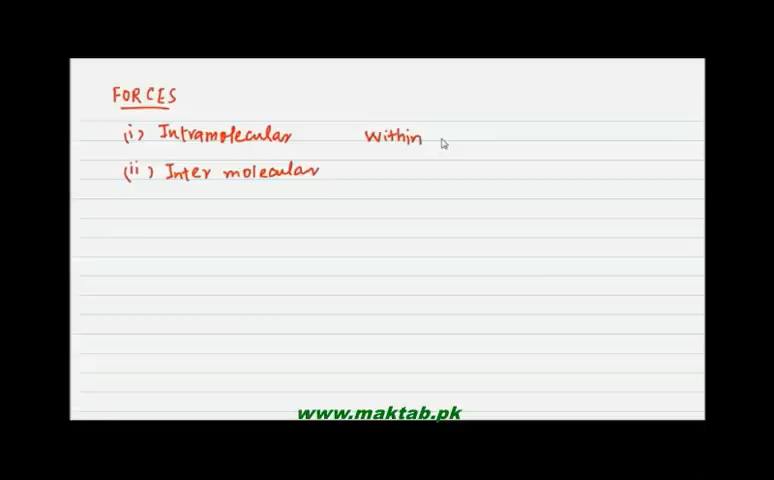 FORCES
(i) Intramolecular Within
(ii) Inter molecular
www.maktab.pk